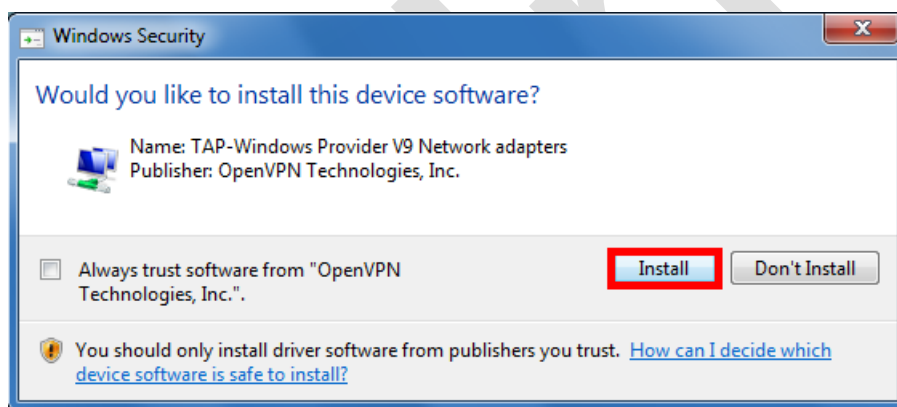 Windows Security
Would you like to install this device software?
Name: TAP-Windows Provider V9 Network adapters
Publisher: OpenVPN Technologies, Inc.
Always trust software from "OpenVPN
Technologies, Inc.".
Install
Don't Install
You should only install driver software from publishers you trust. How can I decide which
device software is safe to install?